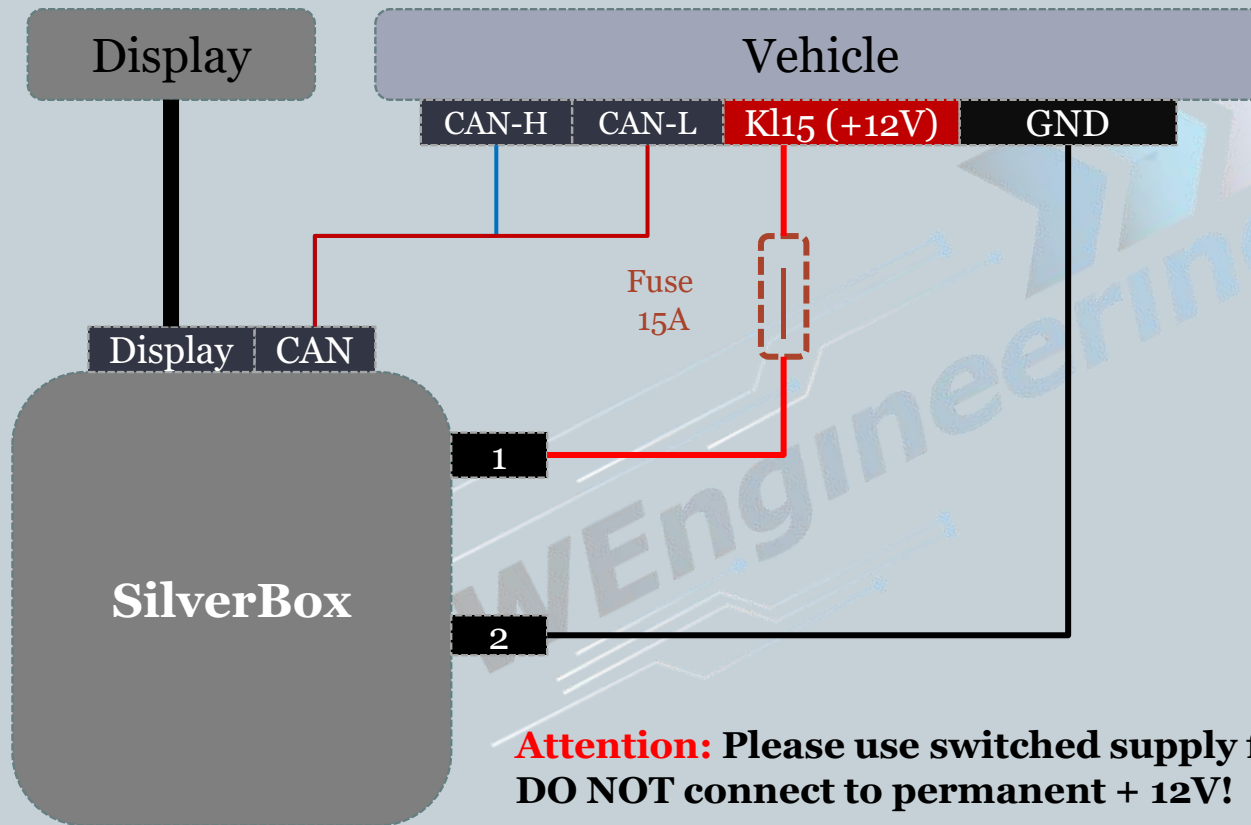 Display
Vehicle
CAN-H
CAN-L
Kl15 (+12V)
GND
Fuse
15A
Display
CAN
1
SilverBox
2
WEngineerin
Attention: Please use switched supply
DO NOT connect to permanent + 12V!